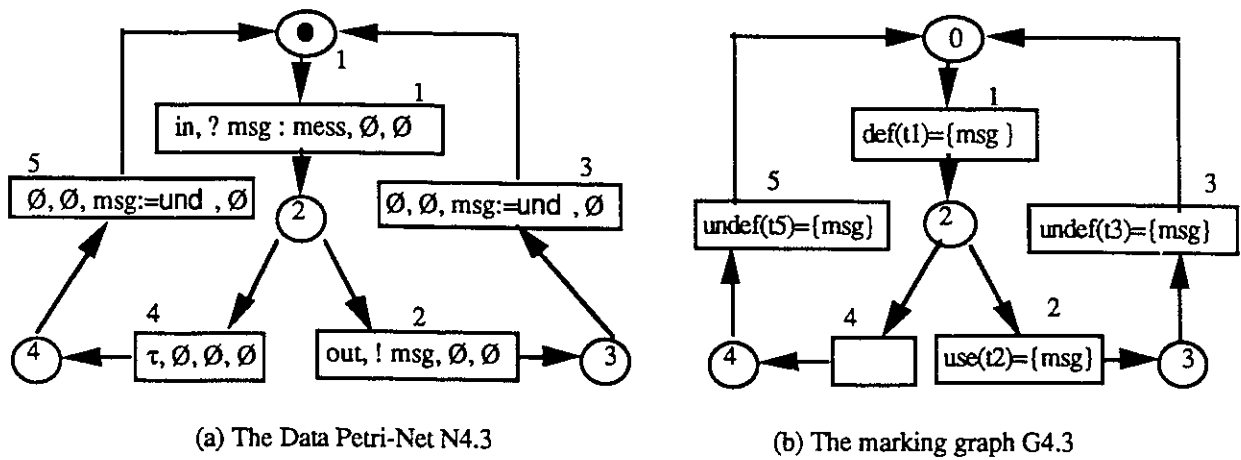 1
1
in, ? msg : mess, Ø, Ø
5
Ø, Ø, msg:=und , Ø
3
Ø, Ø, msg:=und , Ø
2
4
τ, Ø, Ø, Ø
2
out, ! msg, Ø, Ø
4
3
(a) The Data Petri-Net N4.3
0
1
def(t1)={msg }
5
undef(t5)={msg}
3
undef(t3)={msg}
2
4
2
use(t2)={msg}
4
3
(b) The marking graph G4.3